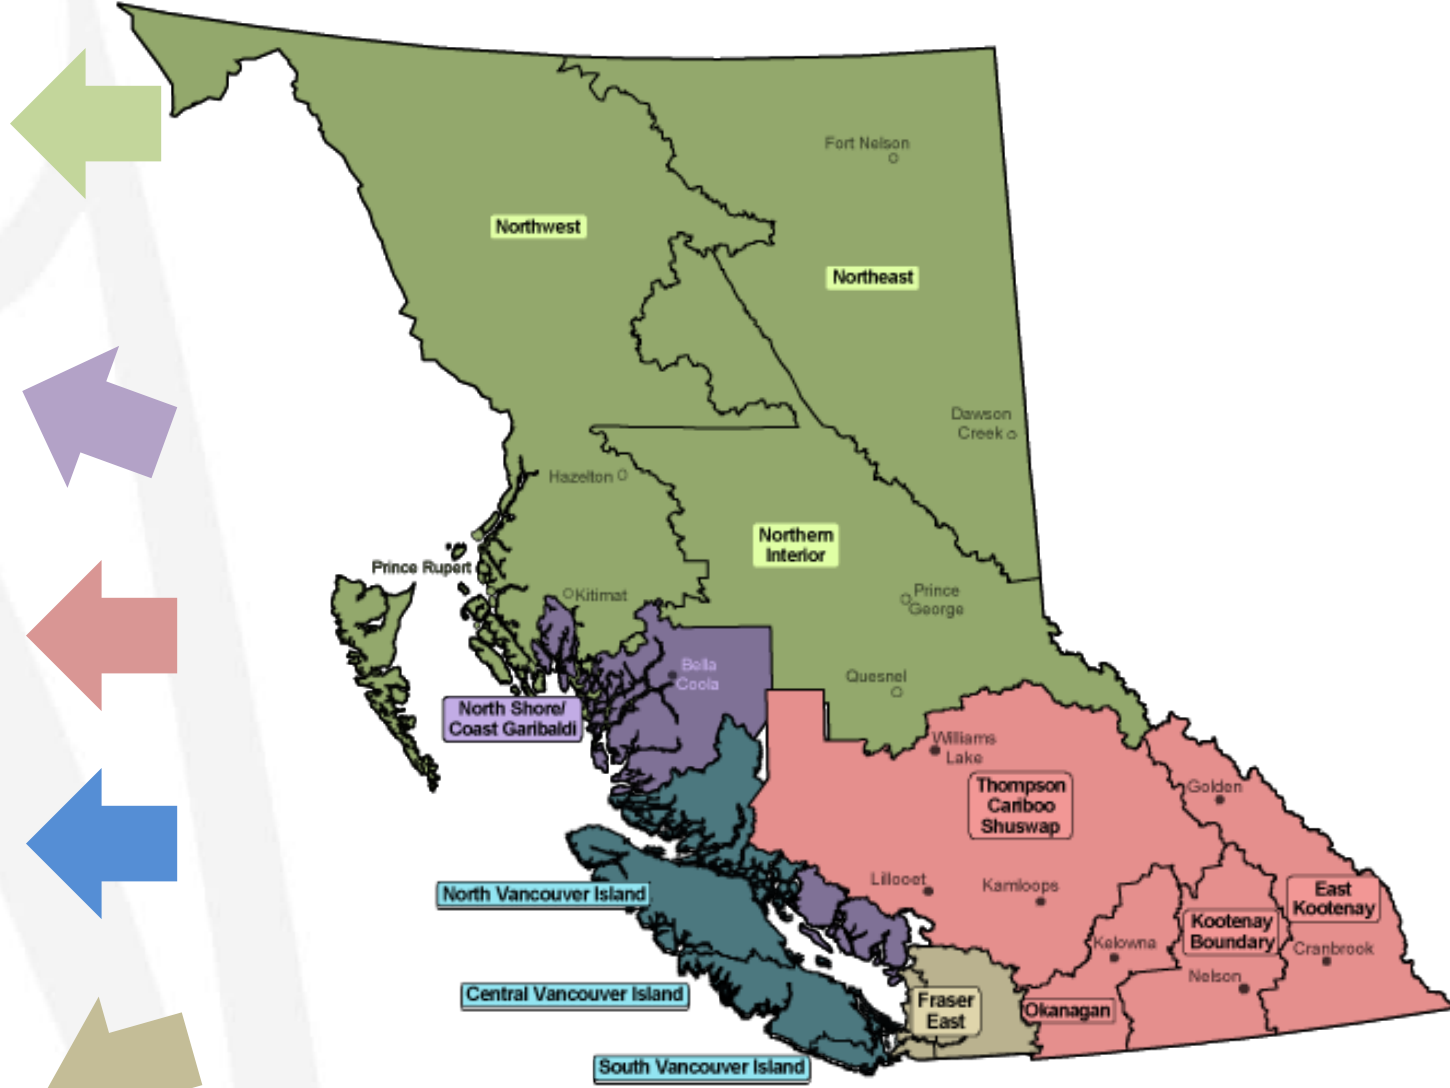 Fort Nelson
Northwest
Northeast
Dawson
Creek
Hazelton
Northern
Interior
Prince Rupert
Kitimat
Prince
George
Bella
Coola
Quesnel
North Shore/
Coast Garibaldi
Williams
Lake
Thompson
Cariboo
Shuswap
Golden
North Vancouver Island
Lillooet
Kamloops
East
Kootenay
Kootenay
Boundary
Kelowna
Cranbrook
Nelson
Central Vancouver Island
Fraser
East
Okanagan
South Vancouver Island